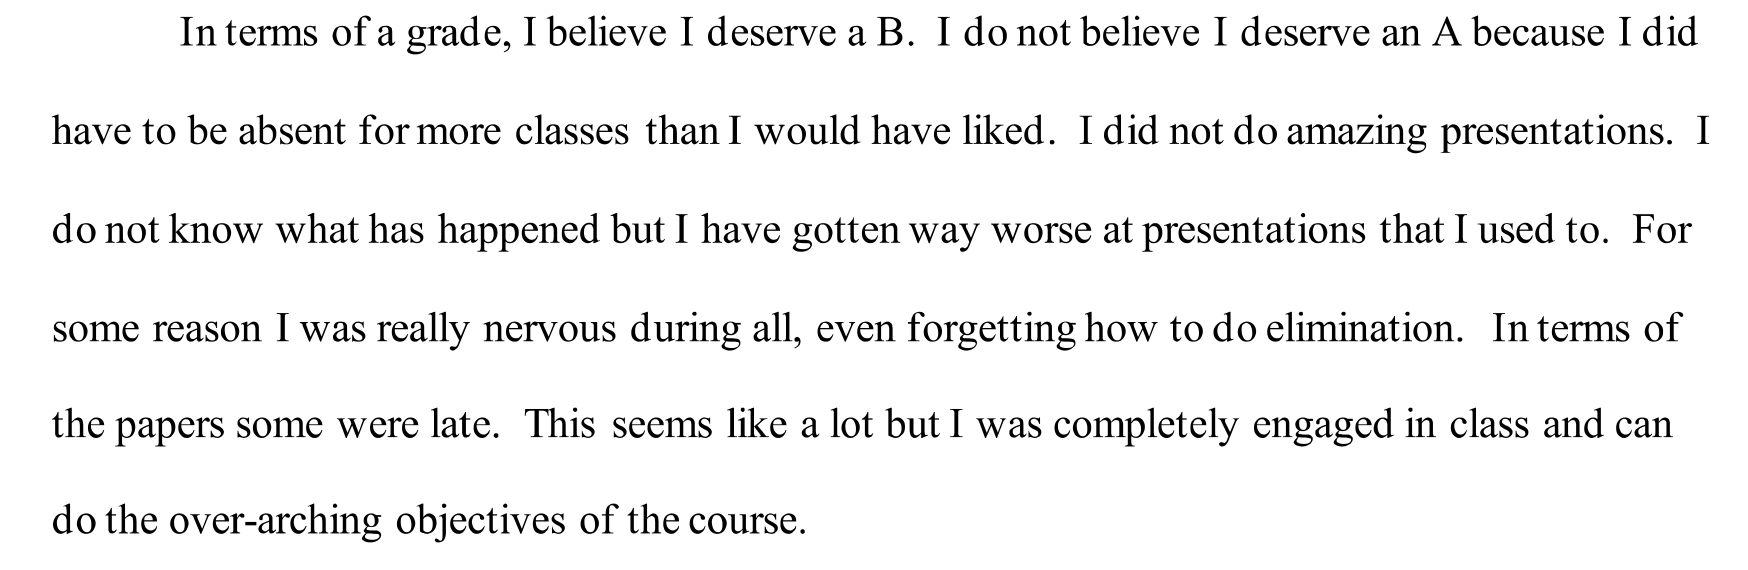 In terms of a grade, I believe I deserve a B.  I do not believe I deserve an A because I did
have to be absent for more classes than I would have liked.  I did not do amazing presentations.  I
do not know what has happened but I have gotten way worse at presentations that I used to.  For
some reason I was really nervous during all, even forgetting how to do elimination.  In terms of
the papers some were late.  This seems like a lot but I was completely engaged in class and can
do the over-arching objectives of the course.